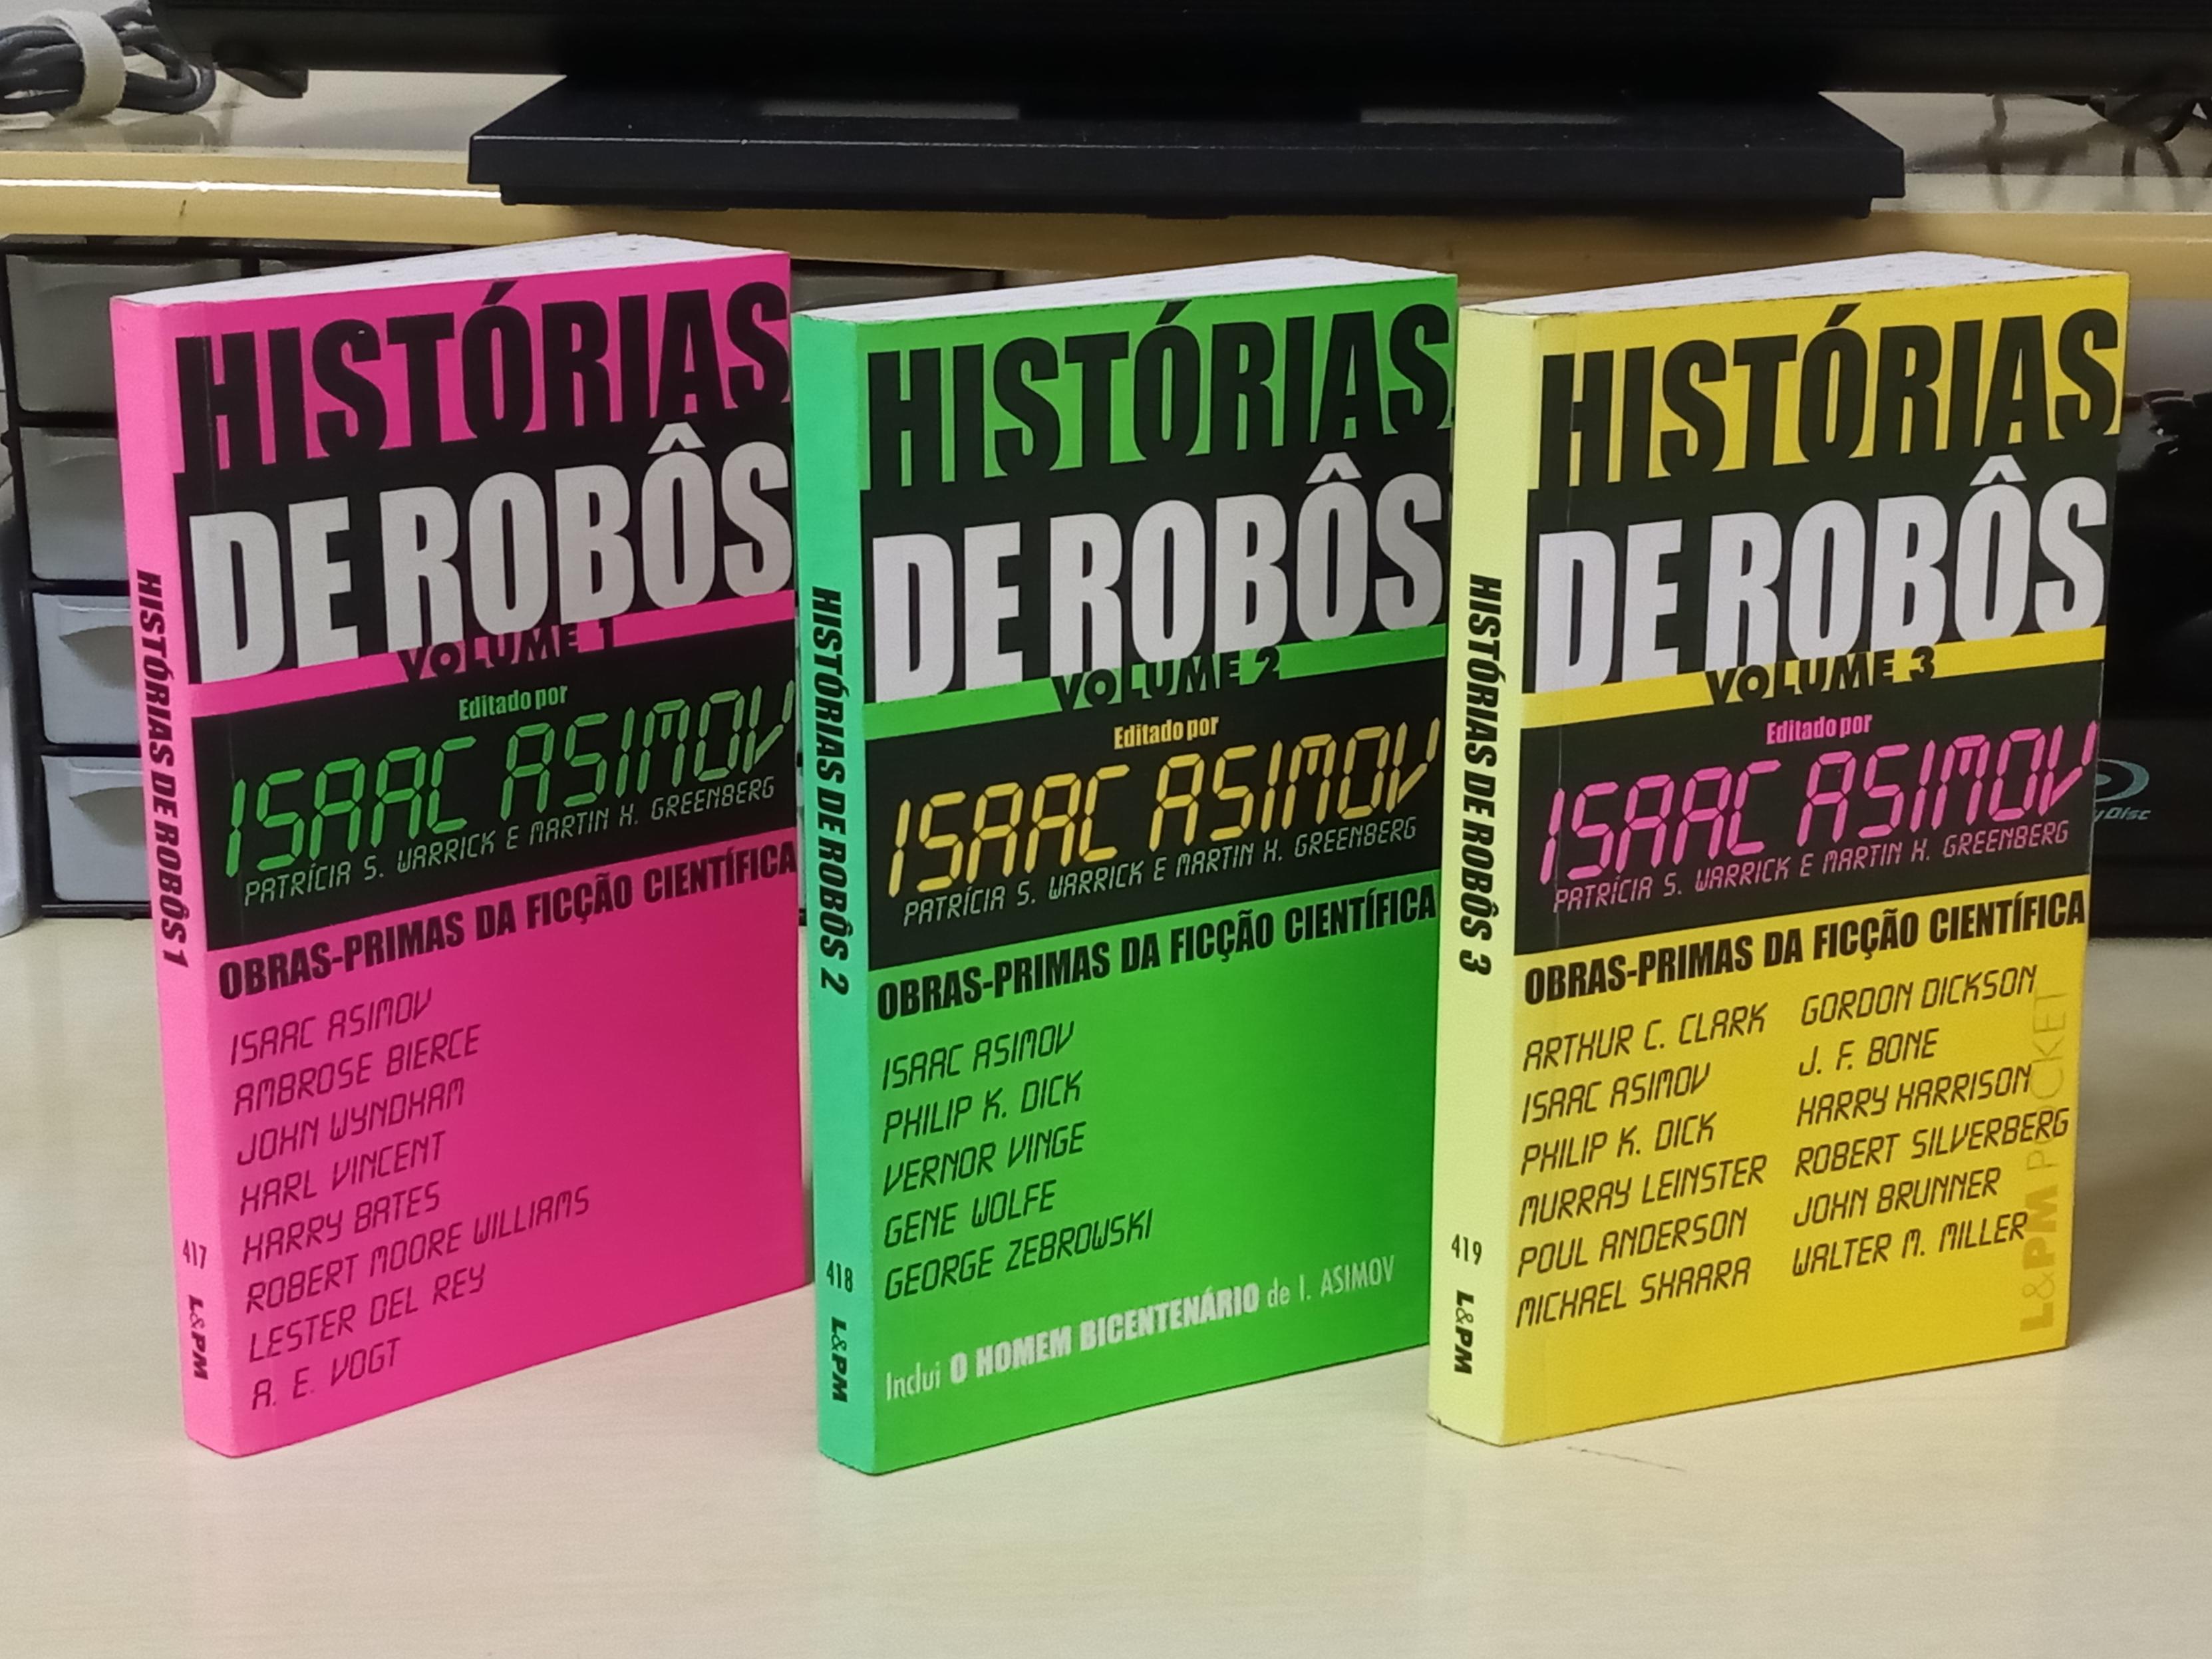 HISTÓRIAS
DE ROBÔS
VOLUME 1
Editado por
ISAAC ASIMOV
PATRÍCIA S. WARRICK E MARTIN H. GREENBERG
OBRAS-PRIMAS DA FICÇÃO CIENTÍFICA
ISAAC ASIMOV
AMBROSE BIERCE
JOHN WYNDHAM
HARL VINCENT
HARRY BATES
ROBERT MOORE WILLIAMS
LESTER DEL REY
A. E. VOGT
HISTÓRIAS DE ROBÔS 1
417
L&PM
HISTÓRIAS
DE ROBÔS
VOLUME 2
Editado por
ISAAC ASIMOV
PATRÍCIA S. WARRICK E MARTIN H. GREENBERG
OBRAS-PRIMAS DA FICÇÃO CIENTÍFICA
ISAAC ASIMOV
PHILIP K. DICK
VERNOR VINGE
GENE WOLFE
GEORGE ZEBROWSKI
Inclui O HOMEM BICENTENÁRIO de I. ASIMOV
HISTÓRIAS DE ROBÔS 2
418
L&PM
HISTÓRIAS
DE ROBÔS
VOLUME 3
Editado por
ISAAC ASIMOV
PATRÍCIA S. WARRICK E MARTIN H. GREENBERG
OBRAS-PRIMAS DA FICÇÃO CIENTÍFICA
ARTHUR C. CLARK
ISAAC ASIMOV
PHILIP K. DICK
MURRAY LEINSTER
POUL ANDERSON
MICHAEL SHAARA
GORDON DICKSON
J. F. BONE
HARRY HARRISON
ROBERT SILVERBERG
JOHN BRUNNER
WALTER M. MILLER
L&PM POCKET
HISTÓRIAS DE ROBÔS 3
419
L&PM
Disc